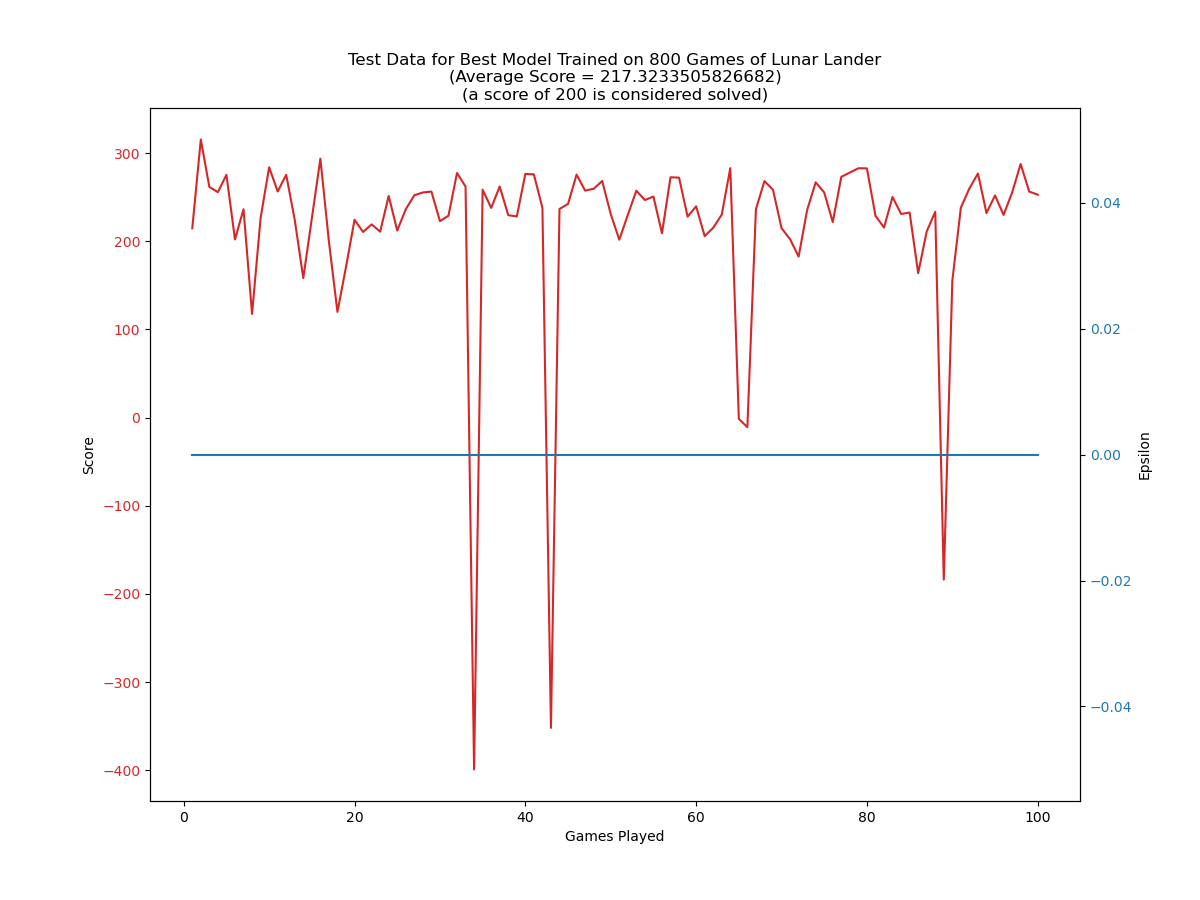 Test Data for Best Model Trained on 800 Games of Lunar Lander
(Average Score = 217.3233505826682)
(a score of 200 is considered solved)
300
200
100
0
−100
−200
−300
−400
Score
0.04
0.02
0.00
−0.02
−0.04
Epsilon
0 20 40 60 80 100
Games Played